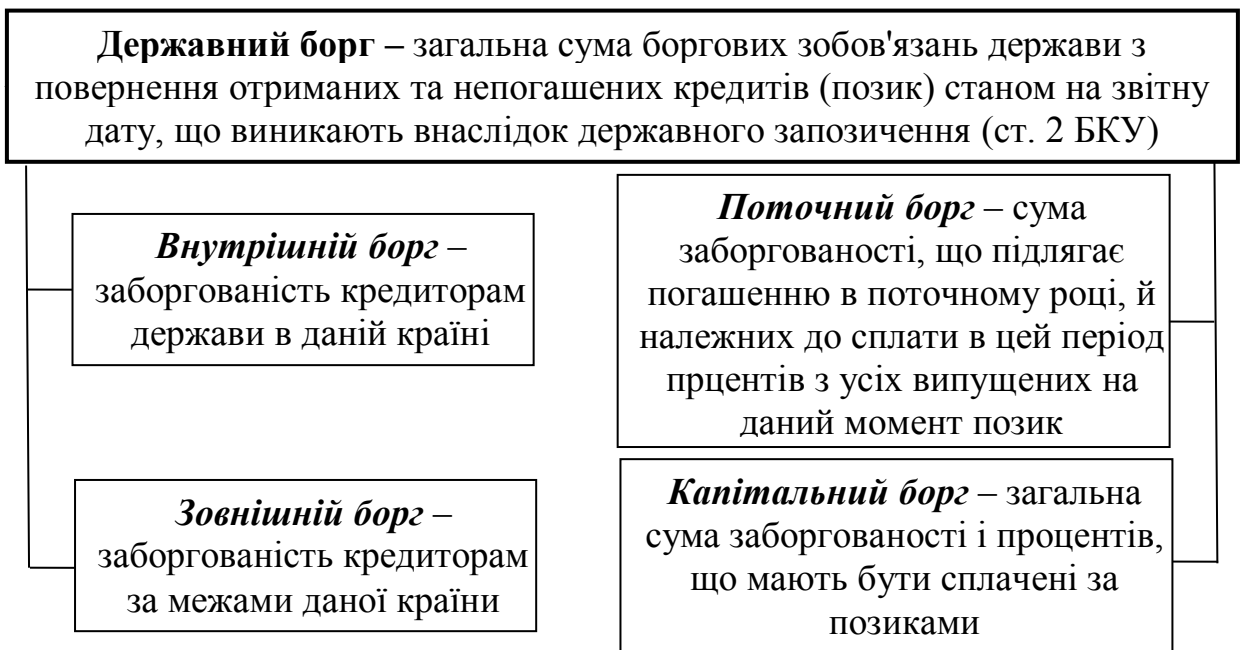 Державний борг – загальна сума боргових зобов'язань держави з
повернення отриманих та непогашених кредитів (позик) станом на звітну
дату, що виникають внаслідок державного запозичення (ст. 2 БКУ)
Внутрішній борг –
заборгованість кредиторам
держави в даній країні
Зовнішній борг –
заборгованість кредиторам
за межами даної країни
Поточний борг – сума
заборгованості, що підлягає
погашенню в поточному році, й
належних до сплати в цей період
прцентів з усіх випущених на
даний момент позик
Капітальний борг – загальна
сума заборгованості і процентів,
що мають бути сплачені за
позиками